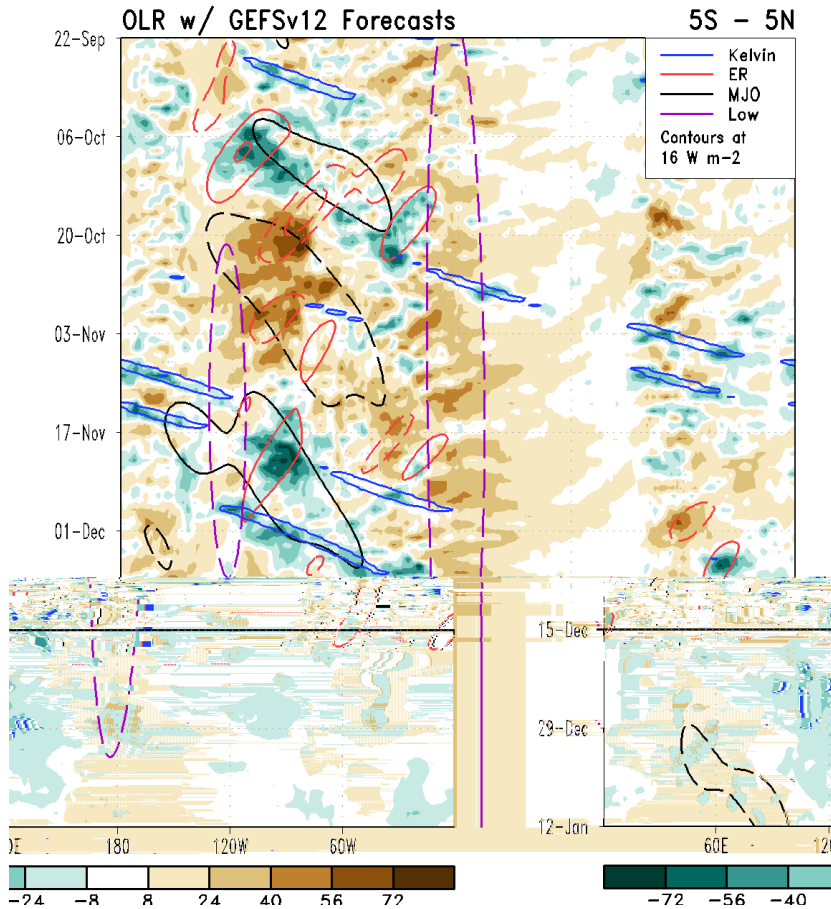 OLR w/ GEFSv12 Forecasts 5S - 5N
22-Sep
Kelvin
ER
MJO
Low
Contours at
16 W m-2
06-Oct
20-Oct
03-Nov
17-Nov
01-Dec
15-Dec
29-Dec
12-Jan
0E 180 120W 60W 60E 12
-24 -8 8 24 40 56 72 -72 -56 -40